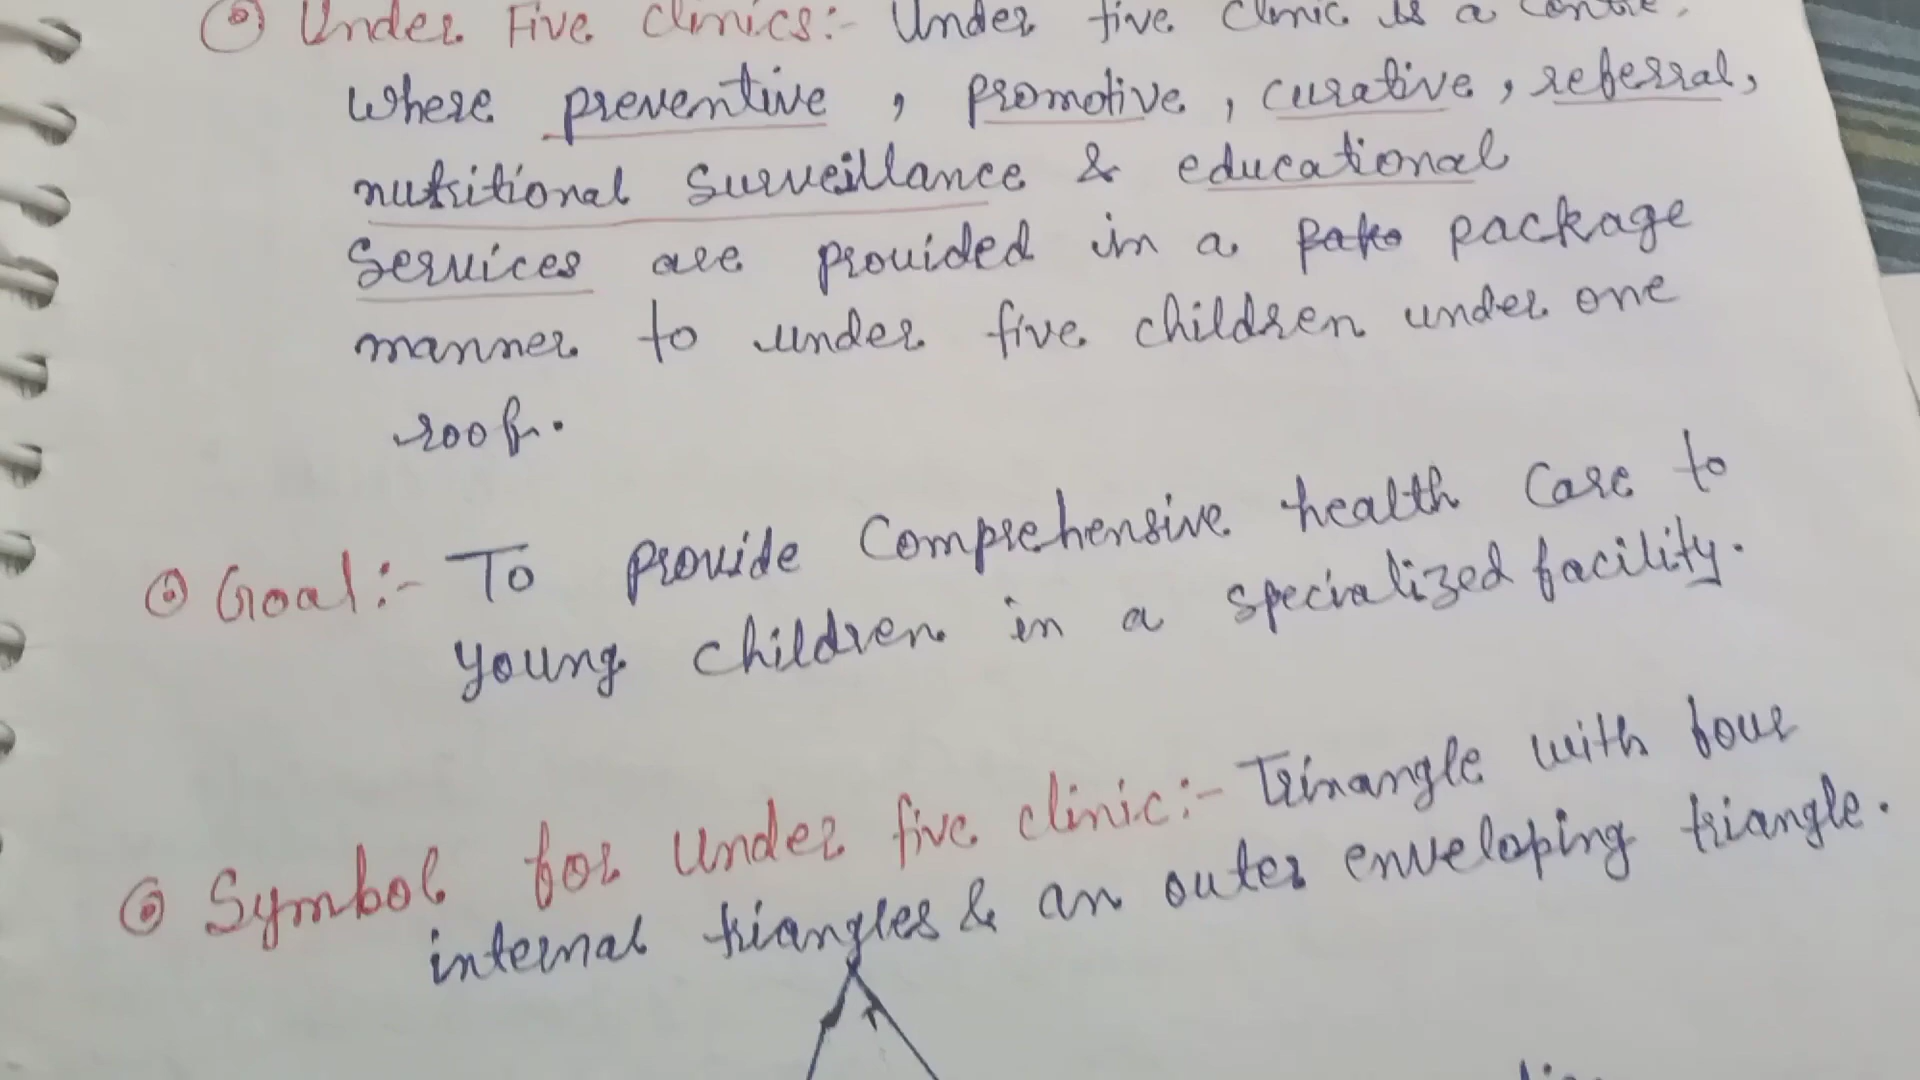 Under Five Clinics:- Under five Clinic is a Centre.
where preventive , promotive , curative , referral,
nutritional Surveillance & educational
Services are provided in a pake package
manner to under five children under one
roof.
Goal:- To provide Comprehensive health Care to
young children in a specialized facility.
Symbol for Under five clinic:- Trinangle with four
internal triangles & an outer enveloping triangle.